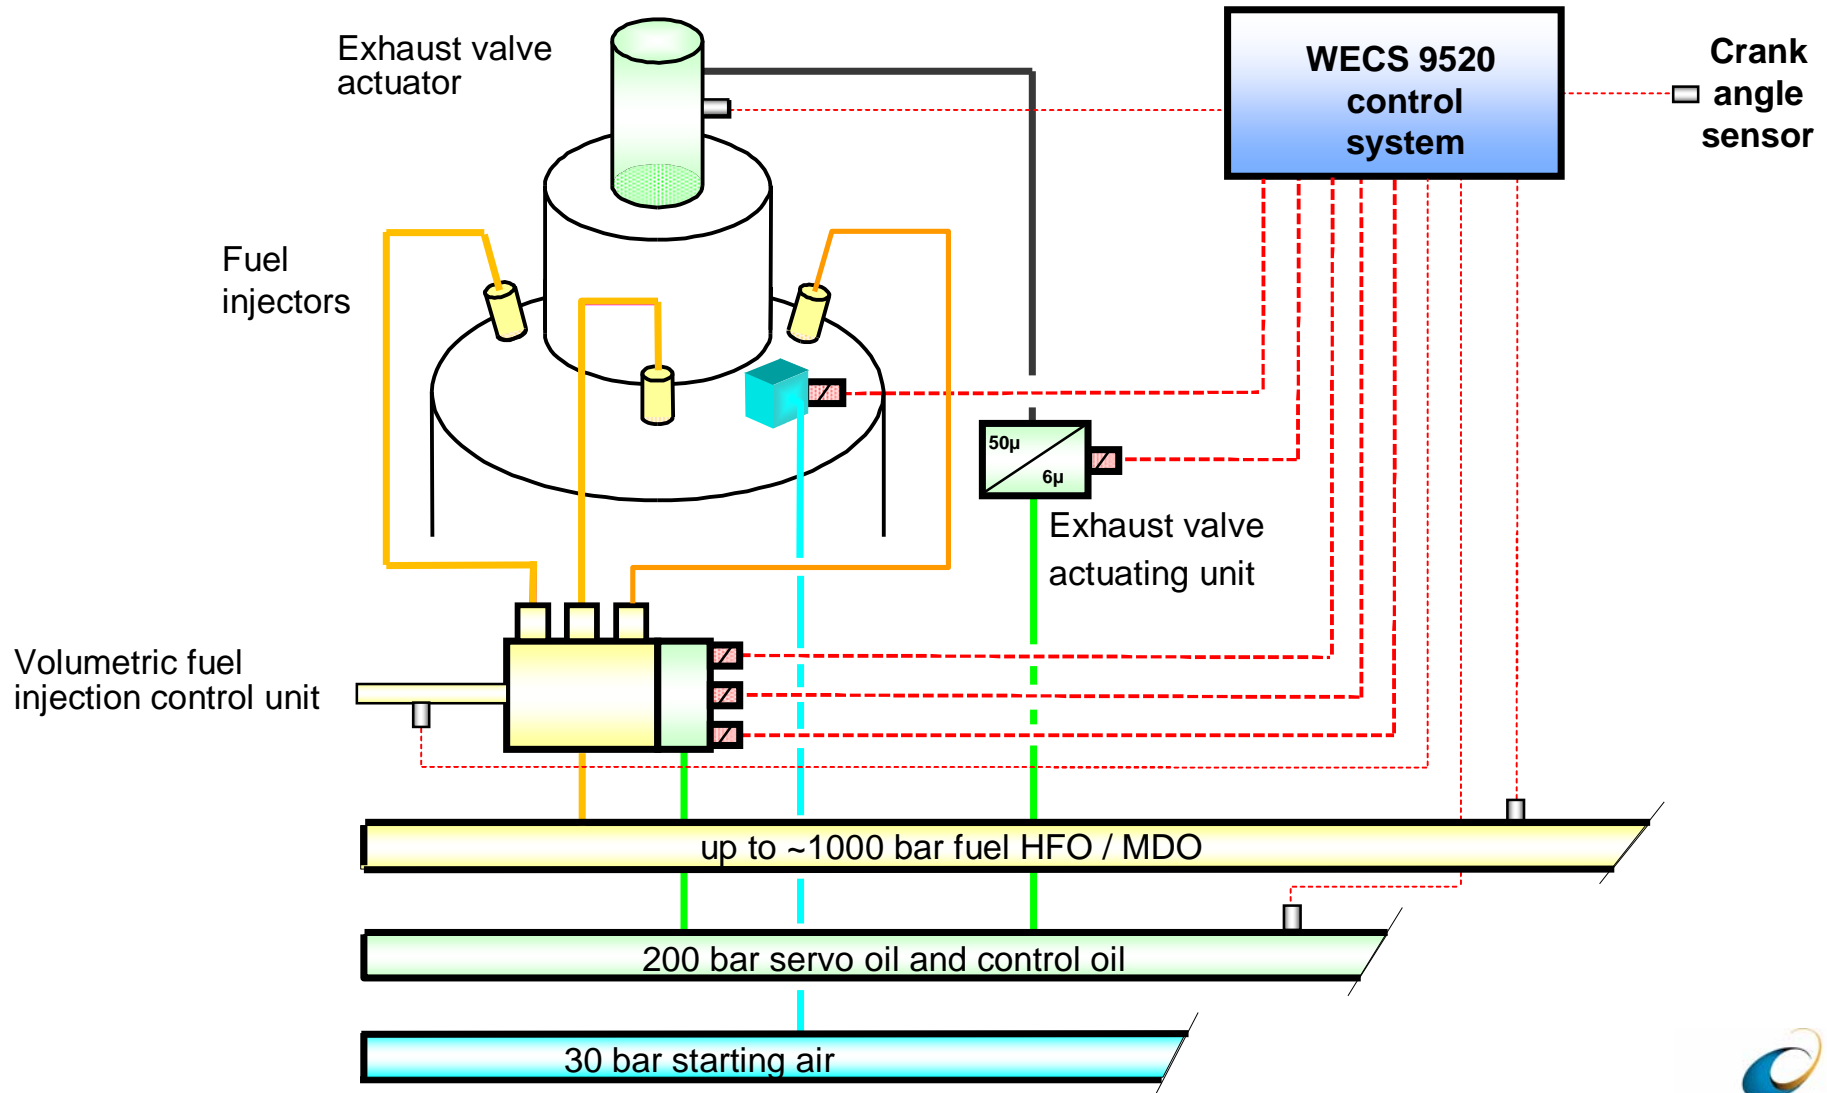 Exhaust valve
actuator
WECS 9520
control
system
Crank
angle
sensor
Fuel
injectors
50µ
6µ
Exhaust valve
actuating unit
Volumetric fuel
injection control unit
up to ~1000 bar fuel HFO / MDO
200 bar servo oil and control oil
30 bar starting air